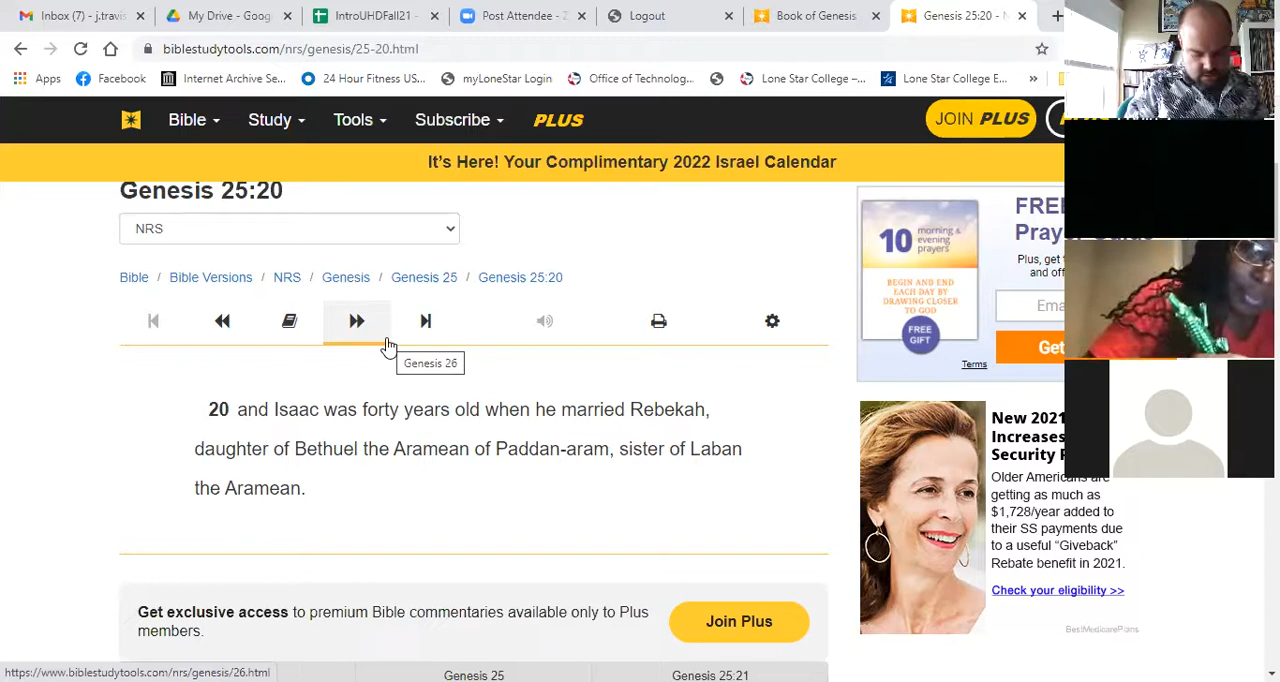 Inbox (7) - j.travis
My Drive - Goog
IntroUHDFall21 -
Post Attendee - Z
Logout
Book of Genesis
Genesis 25:20 - N
biblestudytools.com/nrs/genesis/25-20.html
Apps
Facebook
Internet Archive Se...
24 Hour Fitness US...
myLoneStar Login
Office of Technolog...
Lone Star College –...
Lone Star College E...
»
Bible
Study
Tools
Subscribe
PLUS
JOIN PLUS
It's Here! Your Complimentary 2022 Israel Calendar
Genesis 25:20
NRS
Bible / Bible Versions / NRS / Genesis / Genesis 25 / Genesis 25:20
Genesis 26
20 and Isaac was forty years old when he married Rebekah,
daughter of Bethuel the Aramean of Paddan-aram, sister of Laban
the Aramean.
Get exclusive access to premium Bible commentaries available only to Plus
members.
Join Plus
Genesis 25
Genesis 25:21
10 morning &
evening
prayers
BEGIN AND END
EACH DAY BY
DRAWING CLOSER
TO GOD
FREE
GIFT
Terms
FREE
Prayer
Plus, get
and of
Ema
Get
New 2021
Increases
Security
Older Americans are
getting as much as
$1,728/year added to
their SS payments due
to a useful "Giveback"
Rebate benefit in 2021.
Check your eligibility >>
BestMedicarePlans
https://www.biblestudytools.com/nrs/genesis/26.html